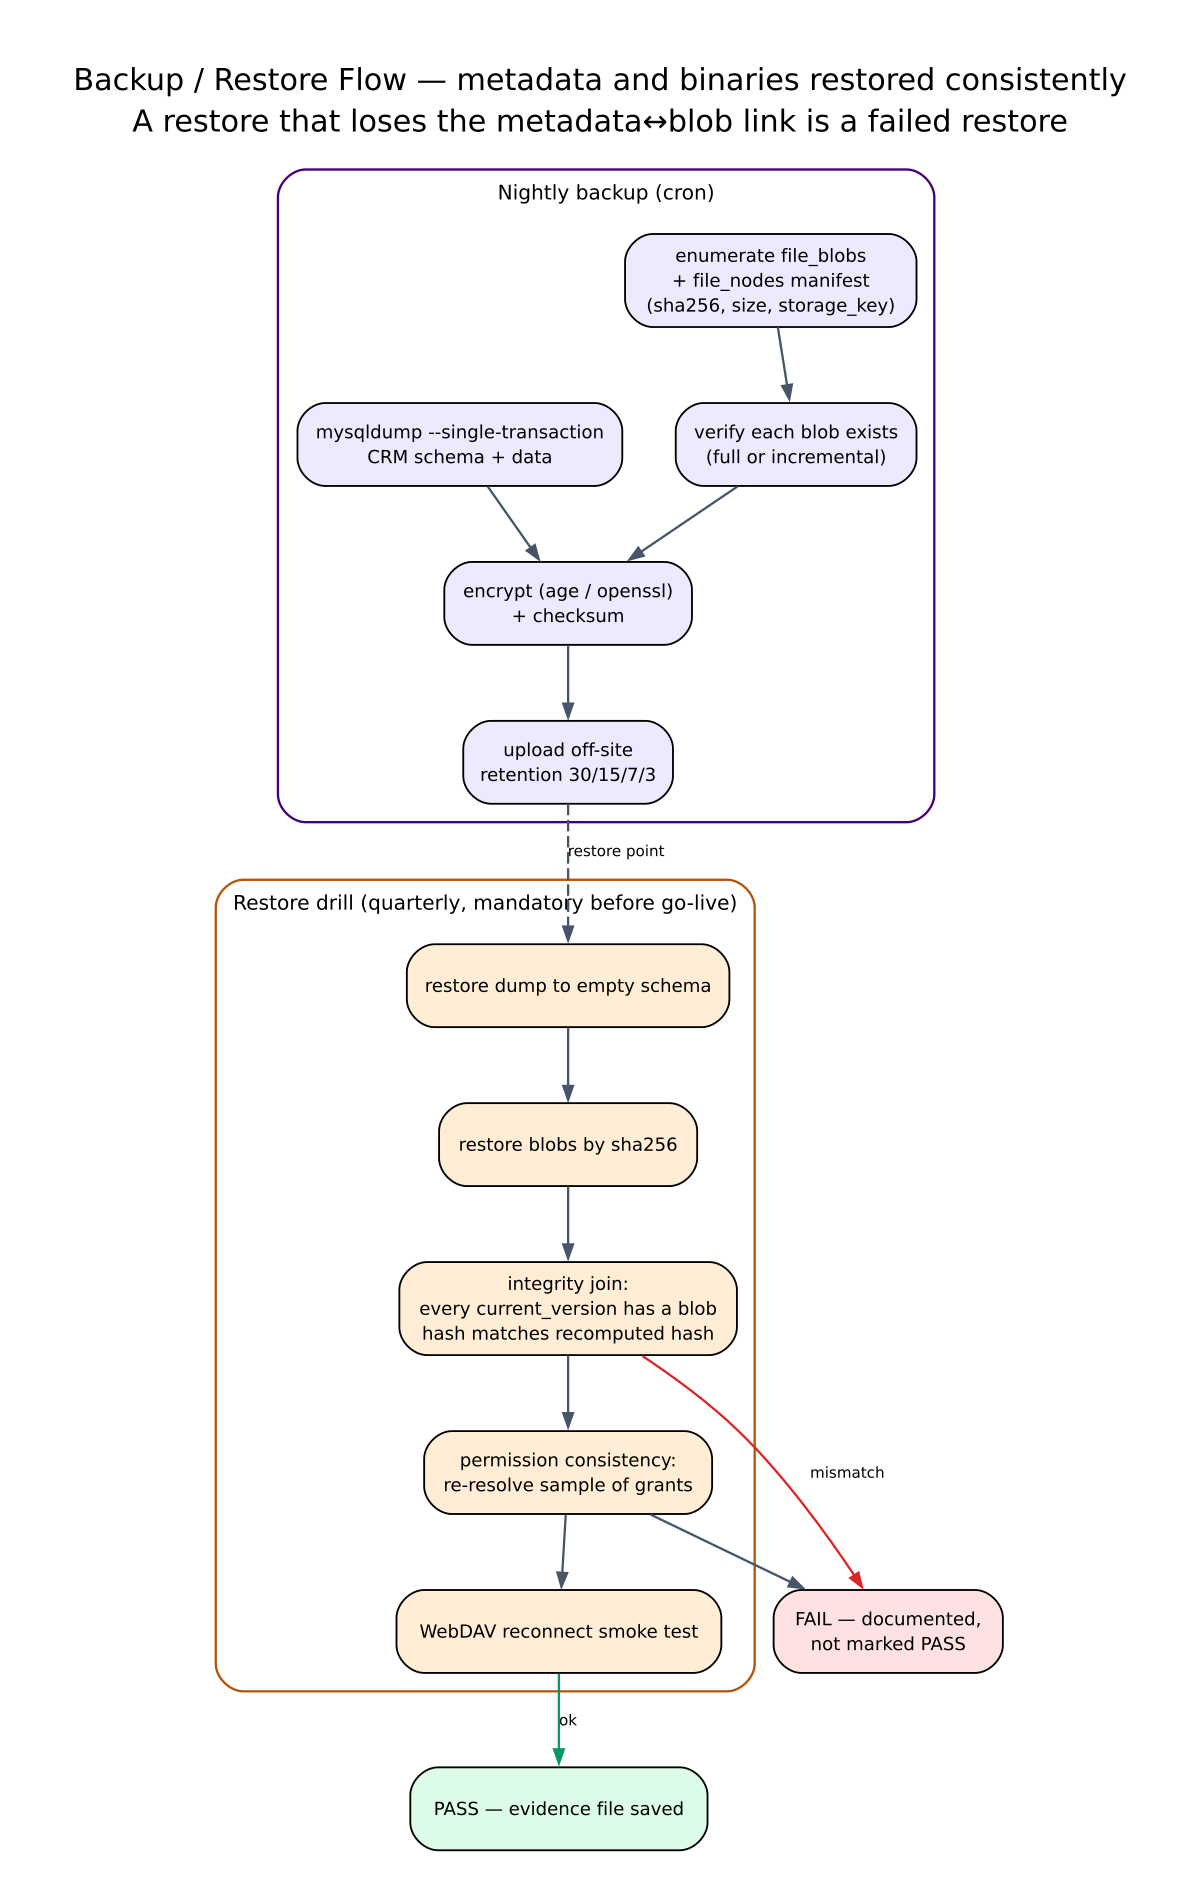 Backup / Restore Flow — metadata and binaries restored consistently
A restore that loses the metadata↔blob link is a failed restore
Nightly backup (cron)
enumerate file_blobs
+ file_nodes manifest
(sha256, size, storage_key)
mysqldump --single-transaction
CRM schema + data
verify each blob exists
(full or incremental)
encrypt (age / openssl)
+ checksum
upload off-site
retention 30/15/7/3
restore point
Restore drill (quarterly, mandatory before go-live)
restore dump to empty schema
restore blobs by sha256
integrity join:
every current_version has a blob
hash matches recomputed hash
permission consistency:
re-resolve sample of grants
mismatch
WebDAV reconnect smoke test
FAIL — documented,
not marked PASS
ok
PASS — evidence file saved